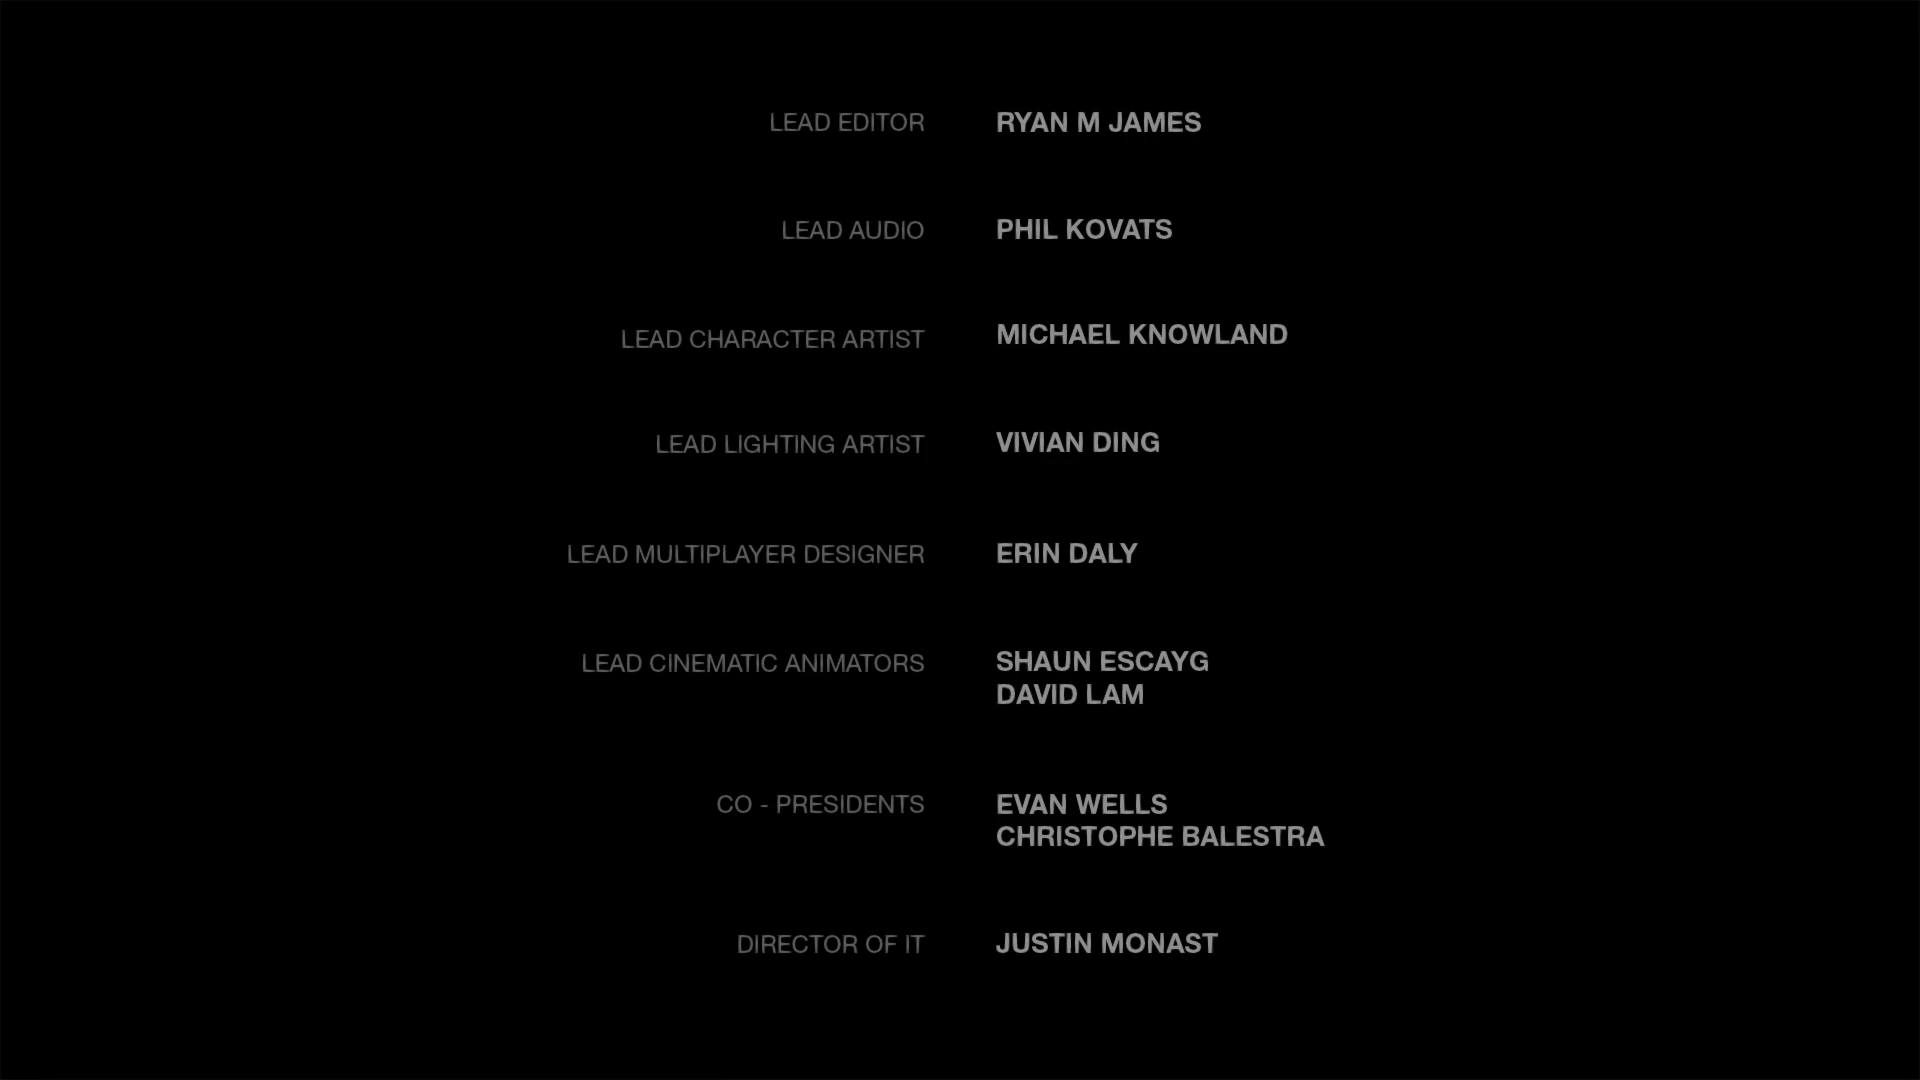 LEAD EDITOR RYAN M JAMES
LEAD AUDIO PHIL KOVATS
LEAD CHARACTER ARTIST MICHAEL KNOWLAND
LEAD LIGHTING ARTIST VIVIAN DING
LEAD MULTIPLAYER DESIGNER ERIN DALY
LEAD CINEMATIC ANIMATORS SHAUN ESCAYG
DAVID LAM
CO - PRESIDENTS EVAN WELLS
CHRISTOPHE BALESTRA
DIRECTOR OF IT JUSTIN MONAST